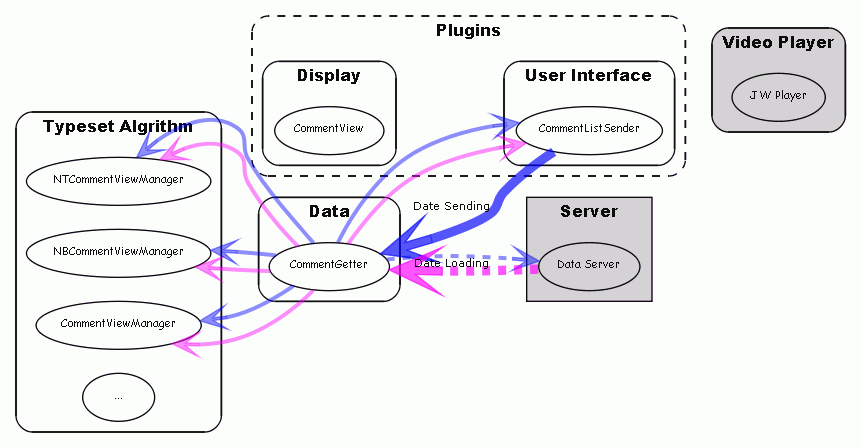 Plugins
Video Player
Display
User Interface
J W Player
CommentView
CommentListSender
Typeset Algrithm
NTCommentViewManager
Data
Date Sending
Server
NBCommentViewManager
CommentGetter
Date Loading
Data Server
CommentViewManager
...